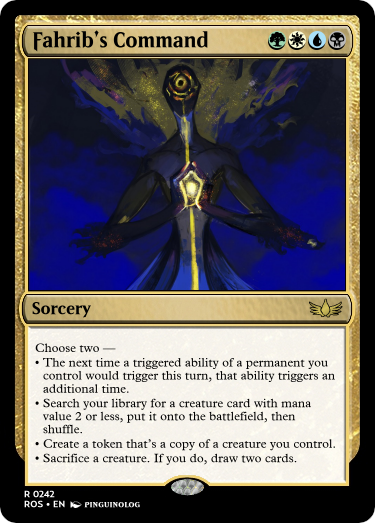 Fahrib's Command
Sorcery
Choose two —
• The next time a triggered ability of a permanent you
control would trigger this turn, that ability triggers an
additional time.
• Search your library for a creature card with mana
value 2 or less, put it onto the battlefield, then
shuffle.
• Create a token that's a copy of a creature you control.
• Sacrifice a creature. If you do, draw two cards.
R 0242
ROS • EN PINGUINOLOG